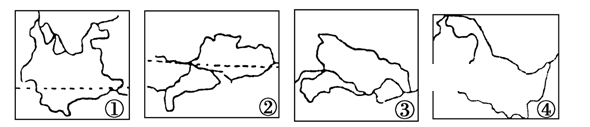 ① ② ③ ④